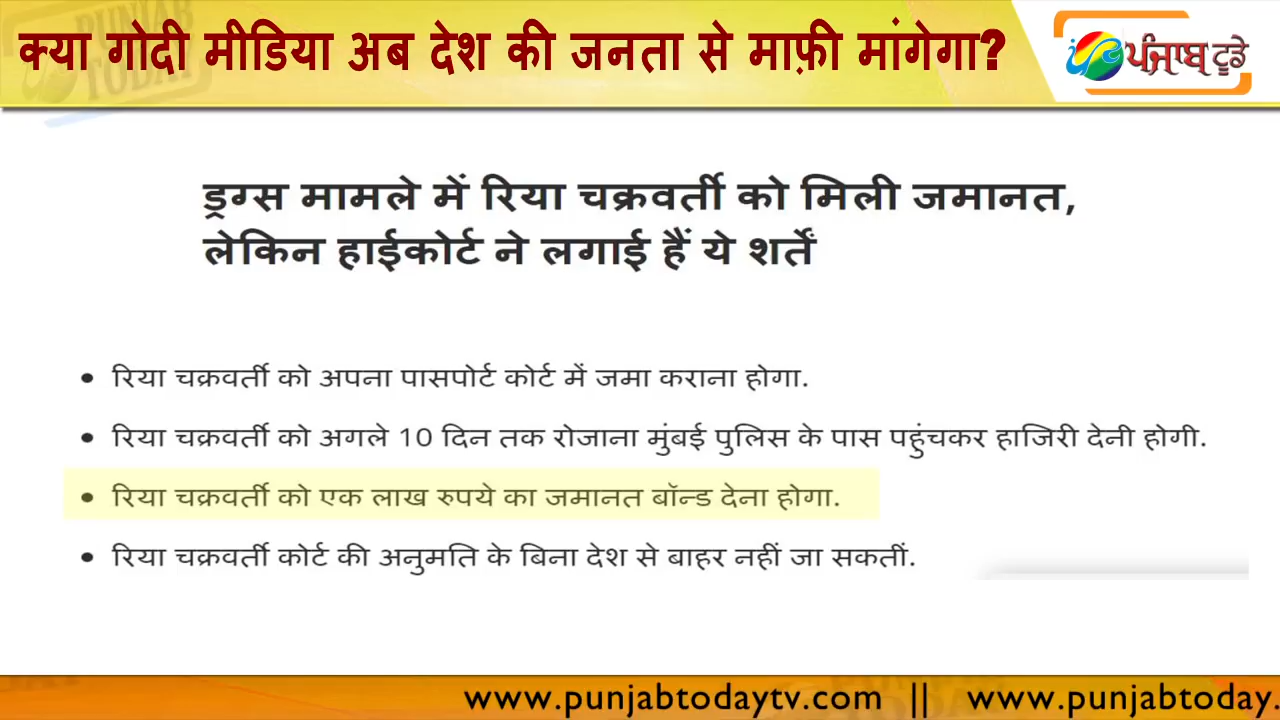 क्या गोदी मीडिया अब देश की जनता से माफ़ी मांगेगा?
ਪੰਜਾਬ ਟੂਡੇ
PUNJAB
TODAY
ड्रग्स मामले में रिया चक्रवर्ती को मिली जमानत,
लेकिन हाईकोर्ट ने लगाई हैं ये शर्तें
• रिया चक्रवर्ती को अपना पासपोर्ट कोर्ट में जमा कराना होगा.
• रिया चक्रवर्ती को अगले 10 दिन तक रोजाना मुंबई पुलिस के पास पहुंचकर हाजिरी देनी होगी.
• रिया चक्रवर्ती को एक लाख रुपये का जमानत बॉन्ड देना होगा.
• रिया चक्रवर्ती कोर्ट की अनुमति के बिना देश से बाहर नहीं जा सकतीं.
www.punjabtodaytv.com || www.punjabtoday.